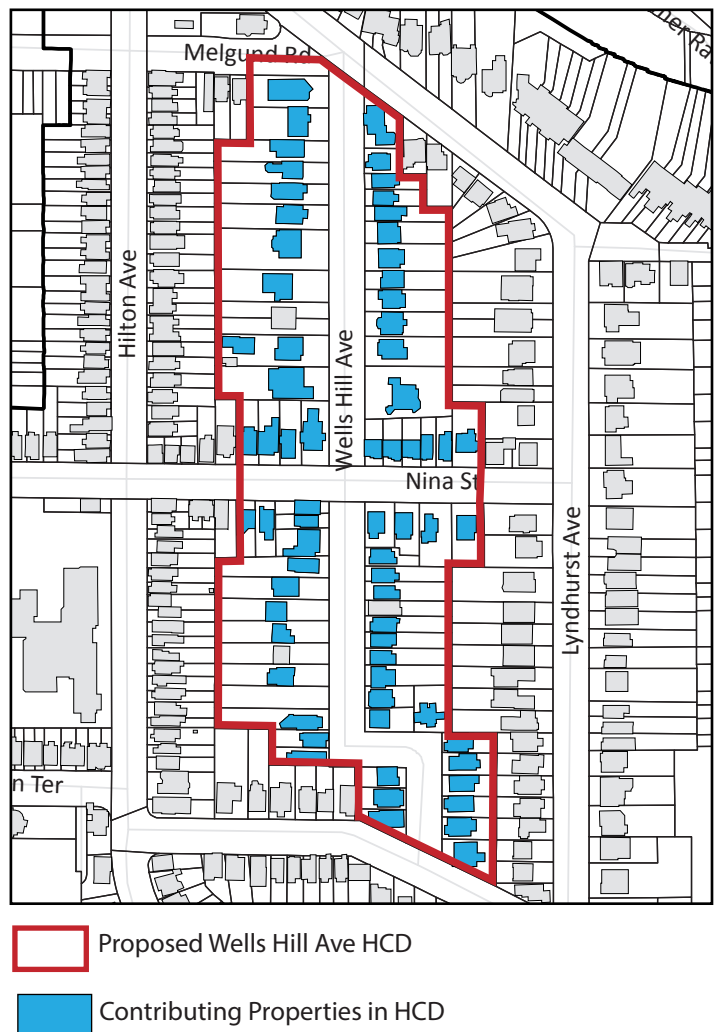 Melgund Rd
Hilton Ave
Wells Hill Ave
Nina St
Lyndhurst Ave
n Ter
Proposed Wells Hill Ave HCD
Contributing Properties in HCD